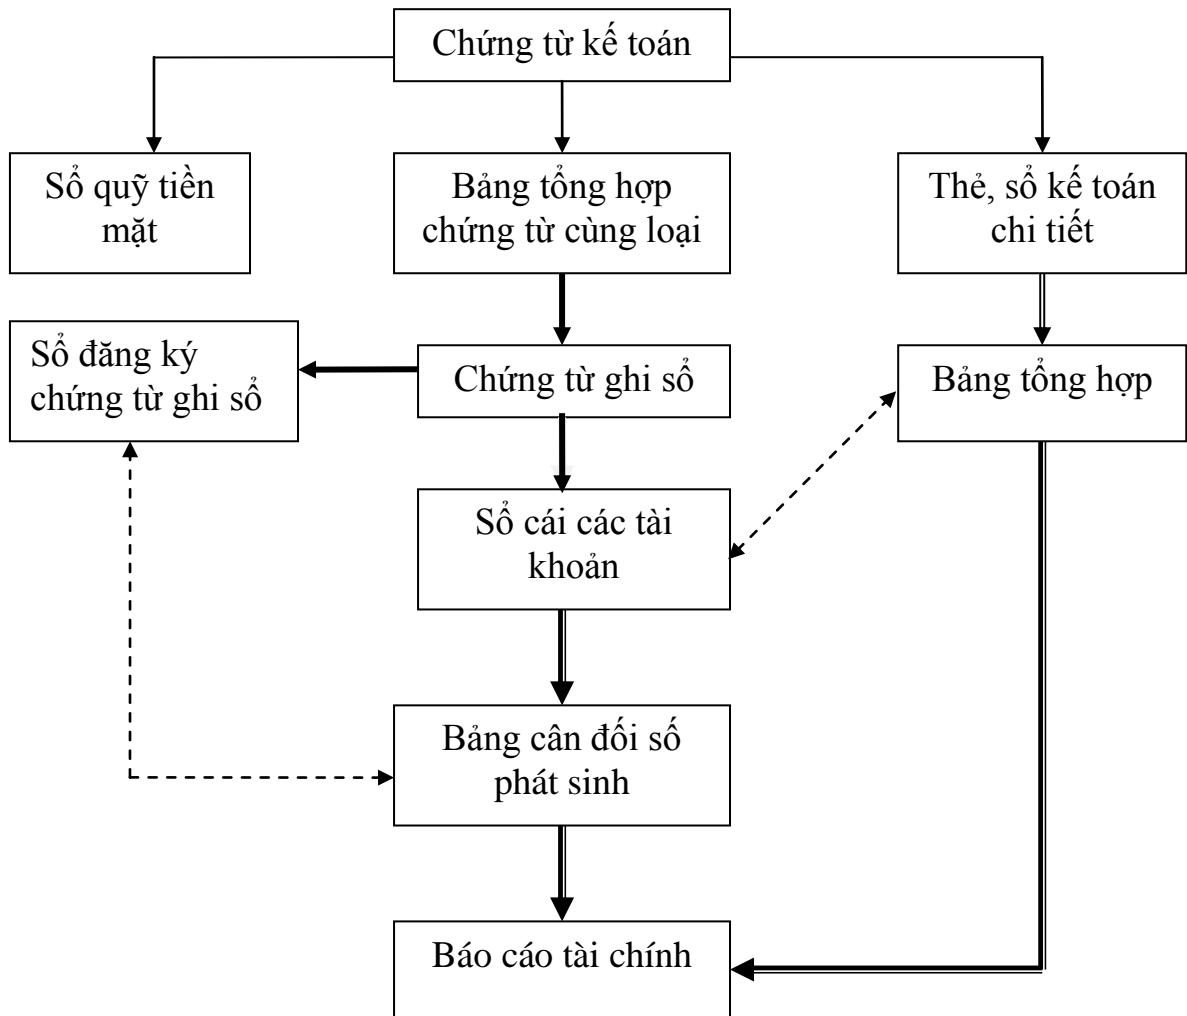 Chứng từ kế toán
Sổ quỹ tiền
mặt
Bảng tổng hợp
chứng từ cùng loại
Thẻ, sổ kế toán
chi tiết
Sổ đăng ký
chứng từ ghi sổ
Chứng từ ghi sổ
Bảng tổng hợp
Sổ cái các tài
khoản
Bảng cân đối số
phát sinh
Báo cáo tài chính